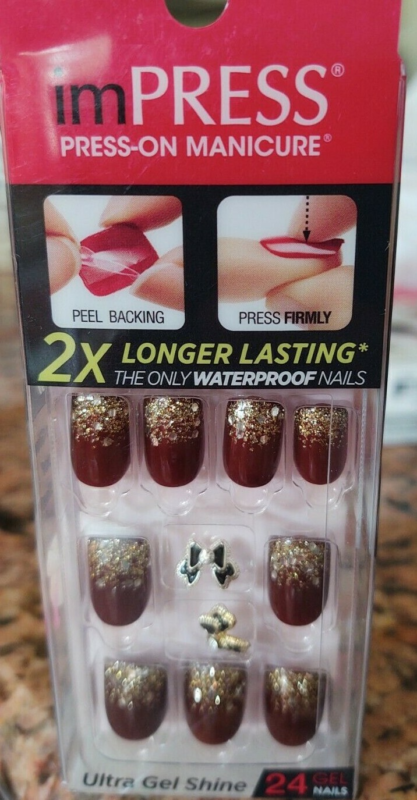 imPRESS®
PRESS-ON MANICURE®
PEEL BACKING
PRESS FIRMLY
2X LONGER LASTING*
THE ONLY WATERPROOF NAILS
Ultra Gel Shine
24 GEL NAILS